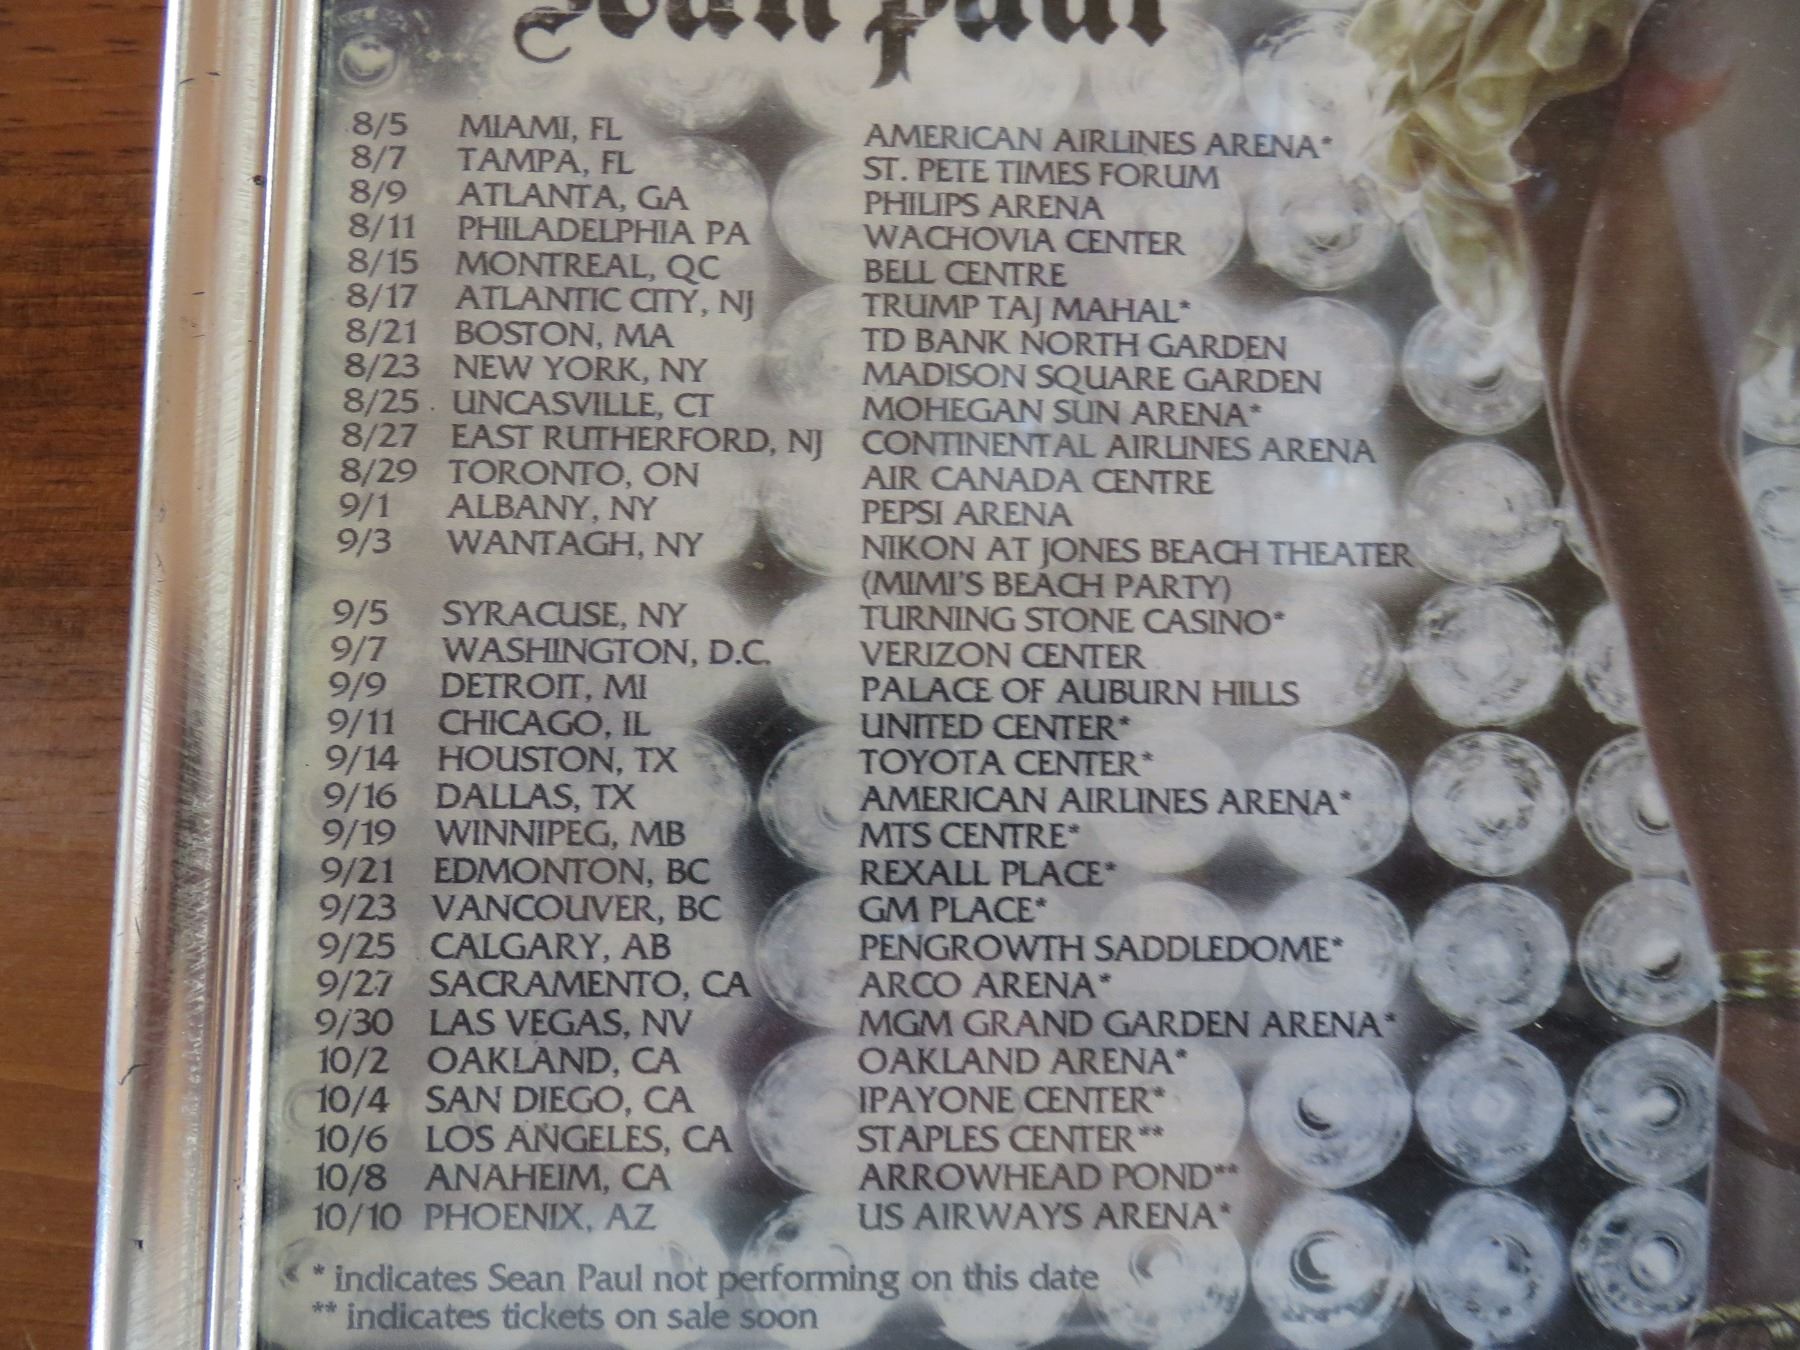 Sean Paul
8/5 MIAMI, FL AMERICAN AIRLINES ARENA*
8/7 TAMPA, FL ST. PETE TIMES FORUM
8/9 ATLANTA, GA PHILIPS ARENA
8/11 PHILADELPHIA PA WACHOVIA CENTER
8/15 MONTREAL, QC BELL CENTRE
8/17 ATLANTIC CITY, NJ TRUMP TAJ MAHAL*
8/21 BOSTON, MA TD BANK NORTH GARDEN
8/23 NEW YORK, NY MADISON SQUARE GARDEN
8/25 UNCASVILLE, CT MOHEGAN SUN ARENA*
8/27 EAST RUTHERFORD, NJ CONTINENTAL AIRLINES ARENA
8/29 TORONTO, ON AIR CANADA CENTRE
9/1 ALBANY, NY PEPSI ARENA
9/3 WANTAGH, NY NIKON AT JONES BEACH THEATER
(MIMI'S BEACH PARTY)
9/5 SYRACUSE, NY TURNING STONE CASINO*
9/7 WASHINGTON, D.C. VERIZON CENTER
9/9 DETROIT, MI PALACE OF AUBURN HILLS
9/11 CHICAGO, IL UNITED CENTER*
9/14 HOUSTON, TX TOYOTA CENTER*
9/16 DALLAS, TX AMERICAN AIRLINES ARENA*
9/19 WINNIPEG, MB MTS CENTRE*
9/21 EDMONTON, BC REXALL PLACE*
9/23 VANCOUVER, BC GM PLACE*
9/25 CALGARY, AB PENGROWTH SADDLEDOME*
9/27 SACRAMENTO, CA ARCO ARENA*
9/30 LAS VEGAS, NV MGM GRAND GARDEN ARENA*
10/2 OAKLAND, CA OAKLAND ARENA*
10/4 SAN DIEGO, CA IPAYONE CENTER*
10/6 LOS ANGELES, CA STAPLES CENTER**
10/8 ANAHEIM, CA ARROWHEAD POND**
10/10 PHOENIX, AZ US AIRWAYS ARENA*
* indicates Sean Paul not performing on this date
** indicates tickets on sale soon